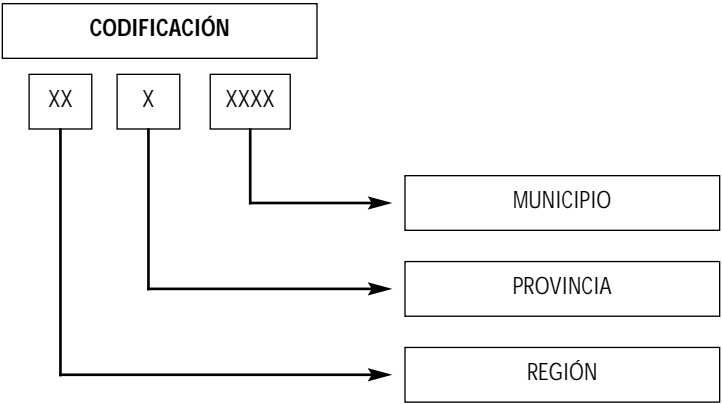 CODIFICACIÓN
XX X XXXX
MUNICIPIO
PROVINCIA
REGIÓN